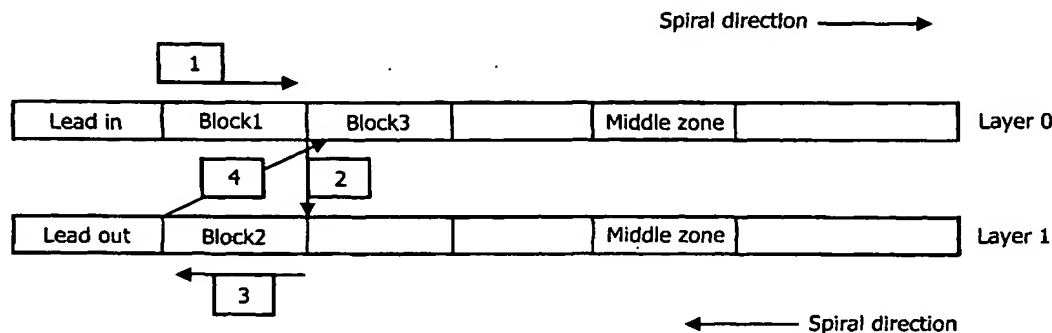 Spiral direction
1
Lead in Block1 Block3 Middle zone Layer 0
4 2
Lead out Block2 Middle zone Layer 1
3
Spiral direction